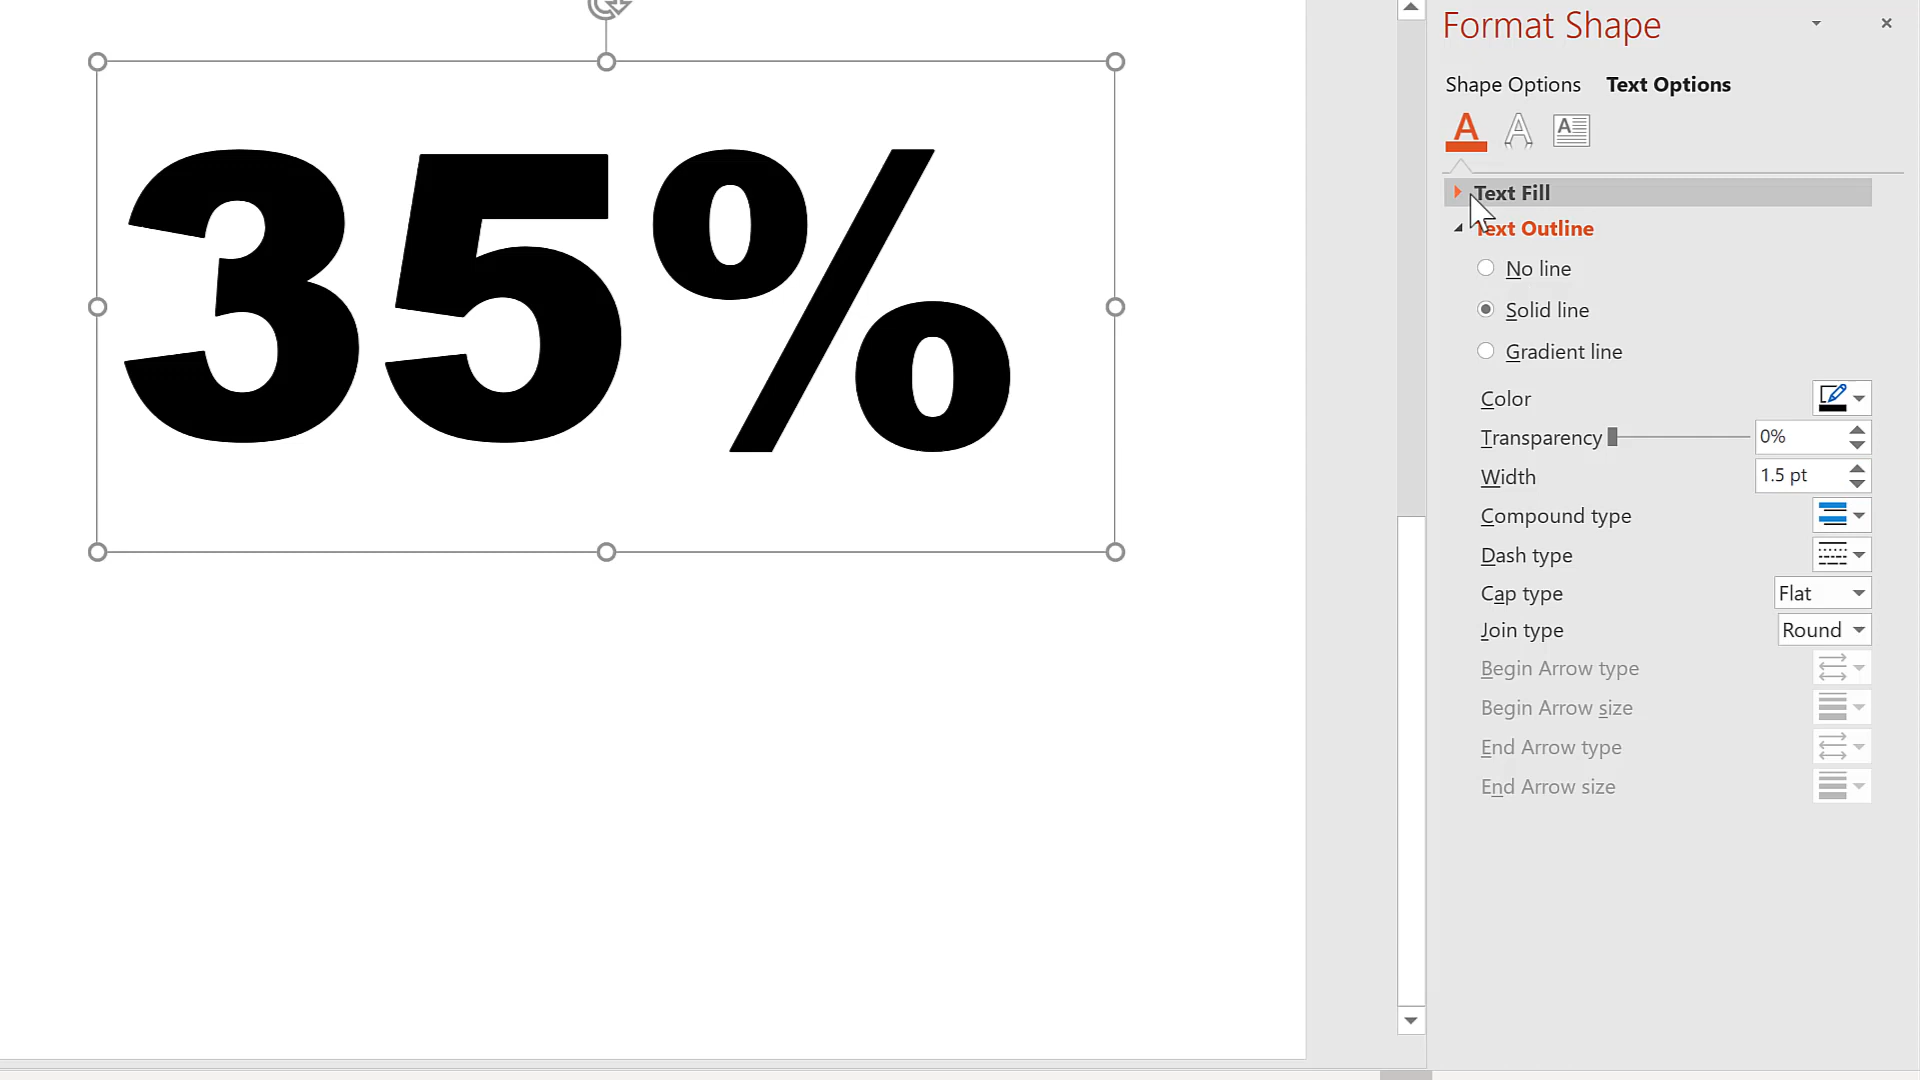 35%
Format Shape
Shape Options Text Options
Text Fill
Text Outline
No line
Solid line
Gradient line
Color
Transparency 0%
Width 1.5 pt
Compound type
Dash type
Cap type Flat
Join type Round
Begin Arrow type
Begin Arrow size
End Arrow type
End Arrow size